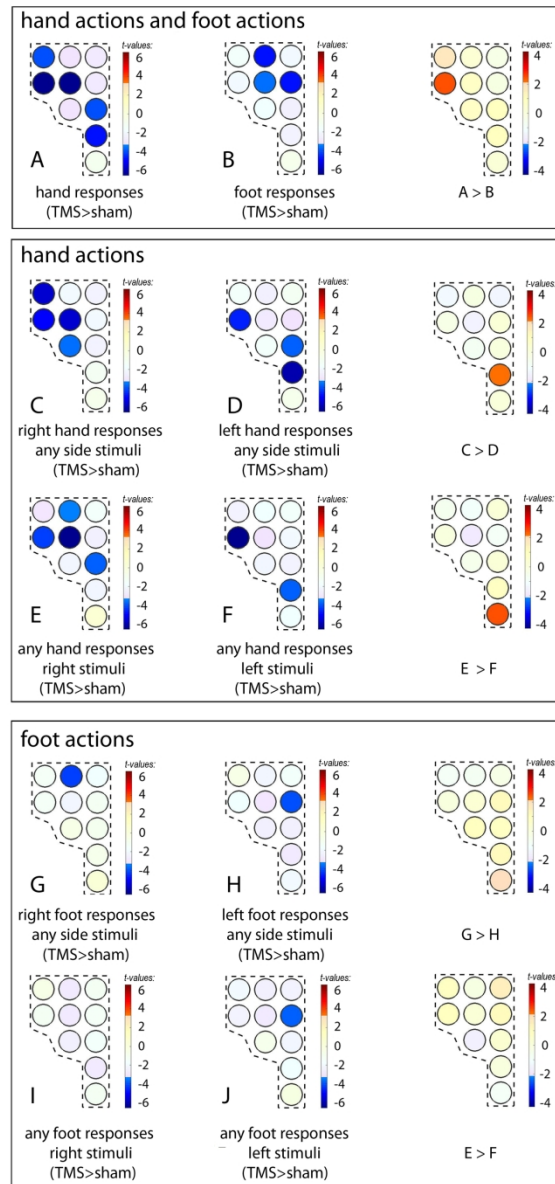 hand actions and foot actions
t-values: t-values: t-values:
6 6 4
4 4 2
2 2 0
0 0 -2
-2 -2 -4
-4 -4
-6 -6
A B
hand responses foot responses A > B
(TMS>sham) (TMS>sham)
hand actions
t-values: t-values: t-values:
6 6 4
4 4 2
2 2 0
0 0 -2
-2 -2 -4
-4 -4
-6 -6
C D
right hand responses left hand responses
any side stimuli any side stimuli C > D
(TMS>sham) (TMS>sham)
t-values: t-values: t-values:
6 6 4
4 4 2
2 2 0
0 0 -2
-2 -2 -4
-4 -4
-6 -6
E F
any hand responses any hand responses E > F
right stimuli left stimuli
(TMS>sham) (TMS>sham)
foot actions
t-values: t-values: t-values:
6 6 4
4 4 2
2 2 0
0 0 -2
-2 -2 -4
-4 -4
-6 -6
G H
right foot responses left foot responses G > H
any side stimuli any side stimuli
(TMS>sham) (TMS>sham)
t-values: t-values: t-values:
6 6 4
4 4 2
2 2 0
0 0 -2
-2 -2 -4
-4 -4
-6 -6
I J
any foot responses any foot responses E > F
right stimuli left stimuli
(TMS>sham) (TMS>sham)